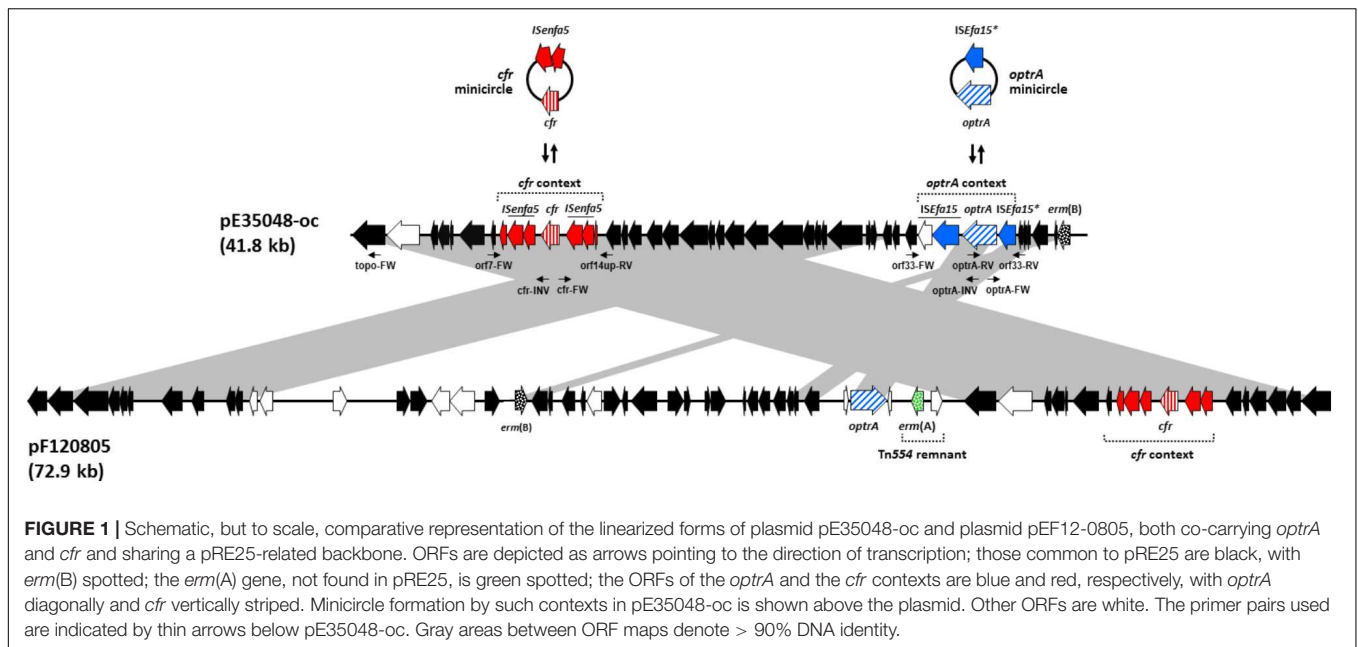 ISenfa5
ISEfa15*
cfr
minicircle
optrA
minicircle
cfr
optrA
cfr context
optrA context
ISenfa5 cfr ISenfa5
ISEfa15 optrA ISEfa15* erm(B)
pE35048-oc
(41.8 kb)
topo-FW
orf7-FW
orf14up-RV
orf33-FW
optrA-RV
orf33-RV
cfr-INV
cfr-FW
optrA-INV
optrA-FW
erm(B)
optrA
erm(A)
cfr
pF120805
(72.9 kb)
Tn554 remnant
cfr context
FIGURE 1 | Schematic, but to scale, comparative representation of the linearized forms of plasmid pE35048-oc and plasmid pEF12-0805, both co-carrying optrA
and cfr and sharing a pRE25-related backbone. ORFs are depicted as arrows pointing to the direction of transcription; those common to pRE25 are black, with
erm(B) spotted; the erm(A) gene, not found in pRE25, is green spotted; the ORFs of the optrA and the cfr contexts are blue and red, respectively, with optrA
diagonally and cfr vertically striped. Minicircle formation by such contexts in pE35048-oc is shown above the plasmid. Other ORFs are white. The primer pairs used
are indicated by thin arrows below pE35048-oc. Gray areas between ORF maps denote > 90% DNA identity.